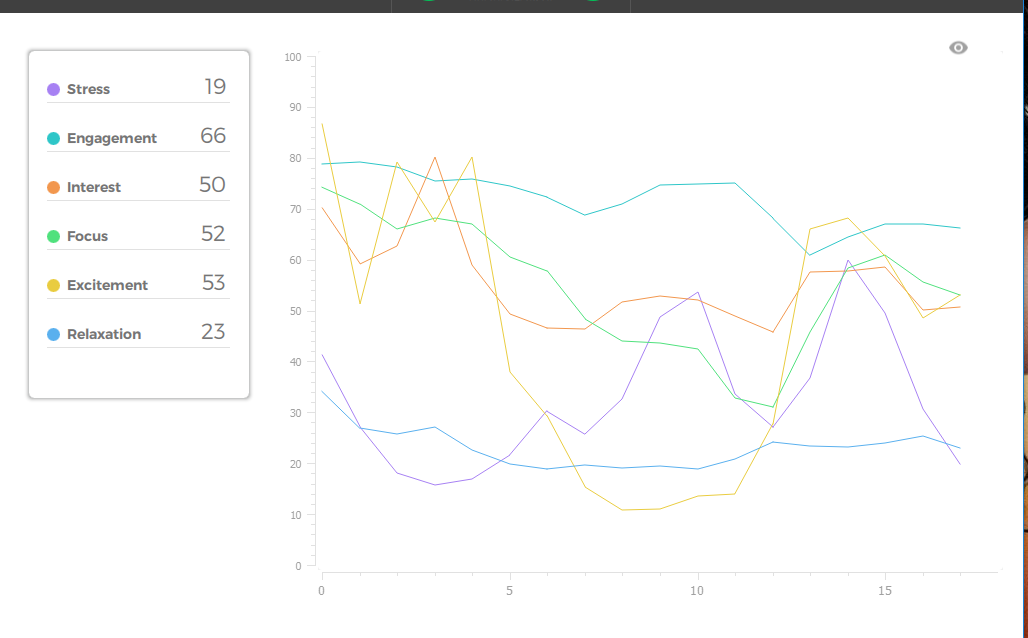 Stress 19
Engagement 66
Interest 50
Focus 52
Excitement 53
Relaxation 23
100
90
80
70
60
50
40
30
20
10
0
0 5 10 15